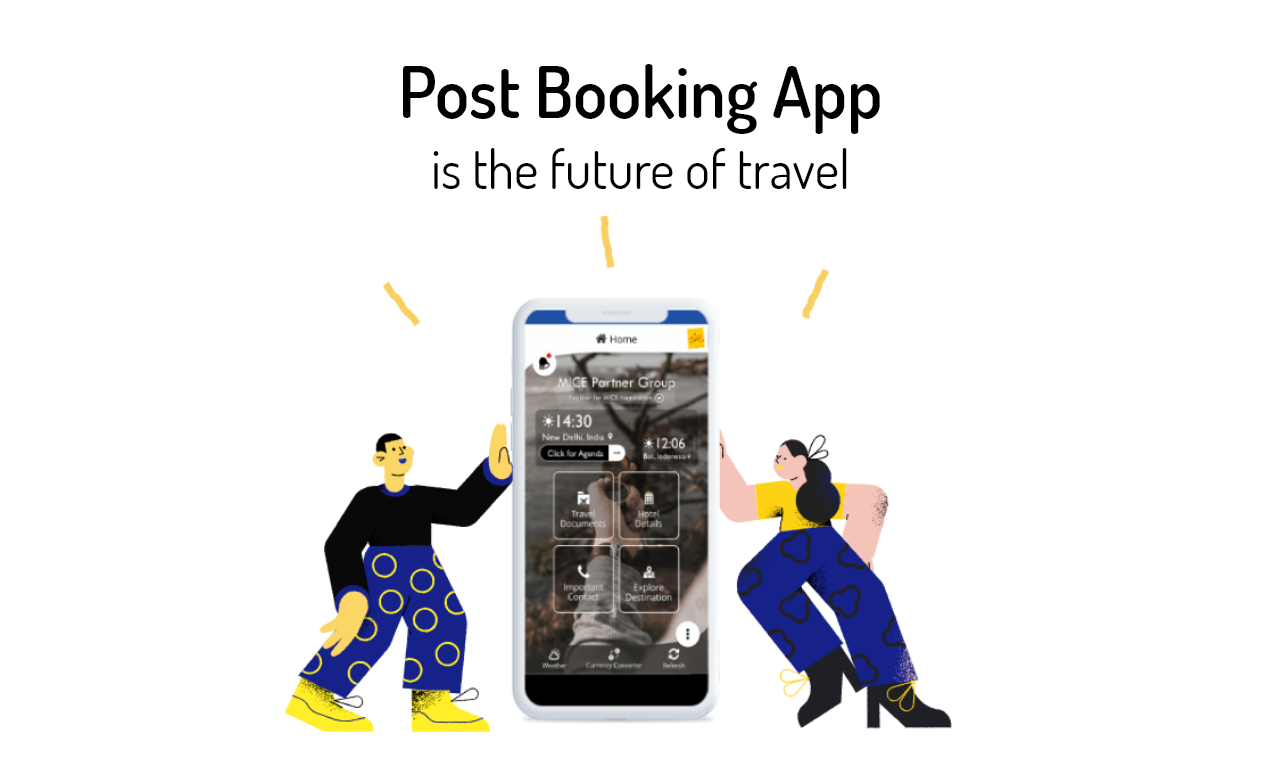 Post Booking App
is the future of travel
Home
MICE Partner Group
14:30
New Delhi, India
Click for Agenda
12:06
Bali, Indonesia
Travel
Documents
Hotel
Details
Important
Contact
Explore
Destination
Weather
Currency Convertor
Refresh